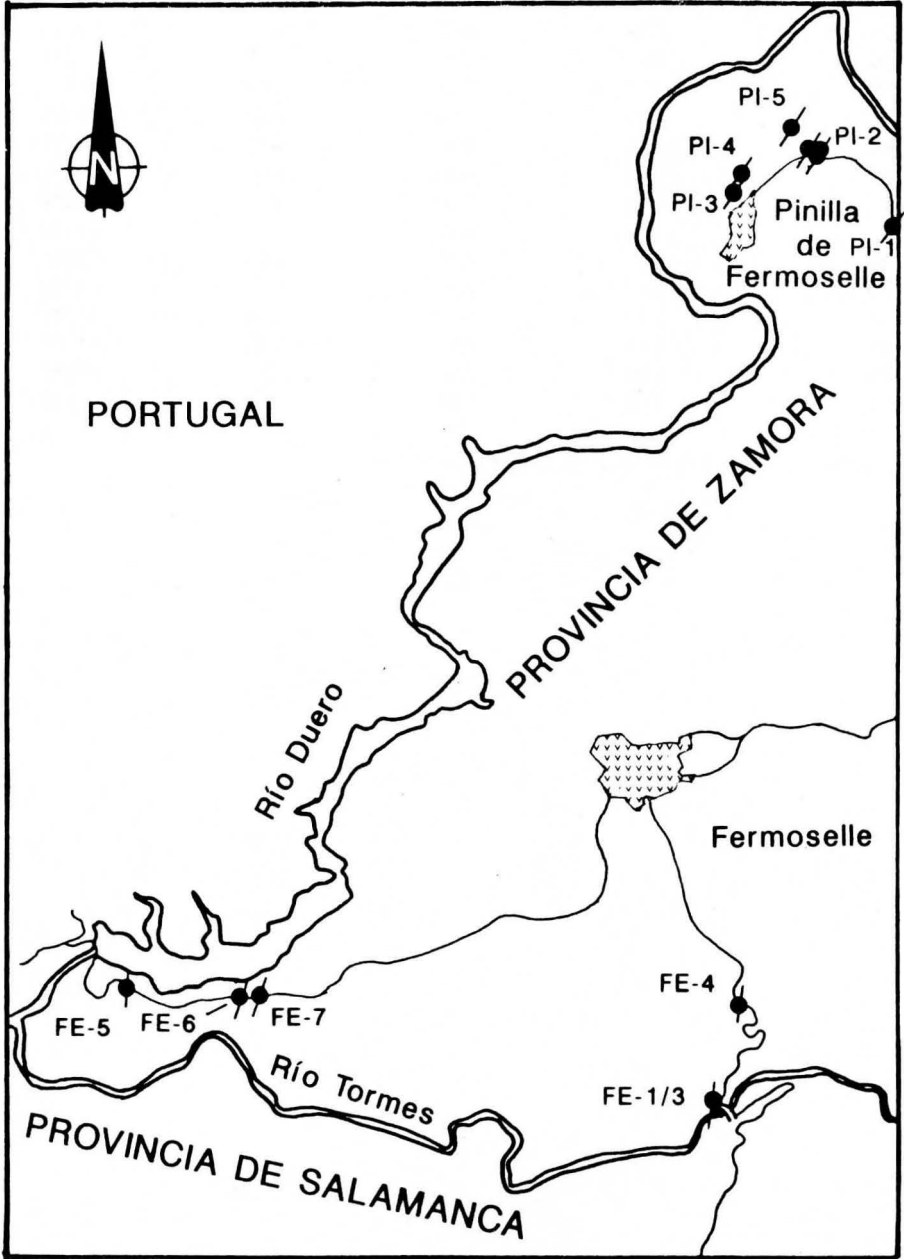 N
PI-5
PI-2
PI-4
PI-3
Pinilla
de
PI-1
Fermoselle
PORTUGAL
PROVINCIA DE ZAMORA
Río Duero
Fermoselle
FE-4
FE-5
FE-6
FE-7
Río Tormes
FE-1/3
PROVINCIA DE SALAMANCA